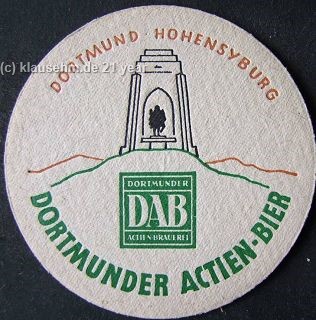 DORTMUND HOHENSYBURG
(c) klausehm.de 21 year
DORTMUNDER
DAB
ACTIEN-BRAUEREI
DORTMUNDER ACTIEN-BIER